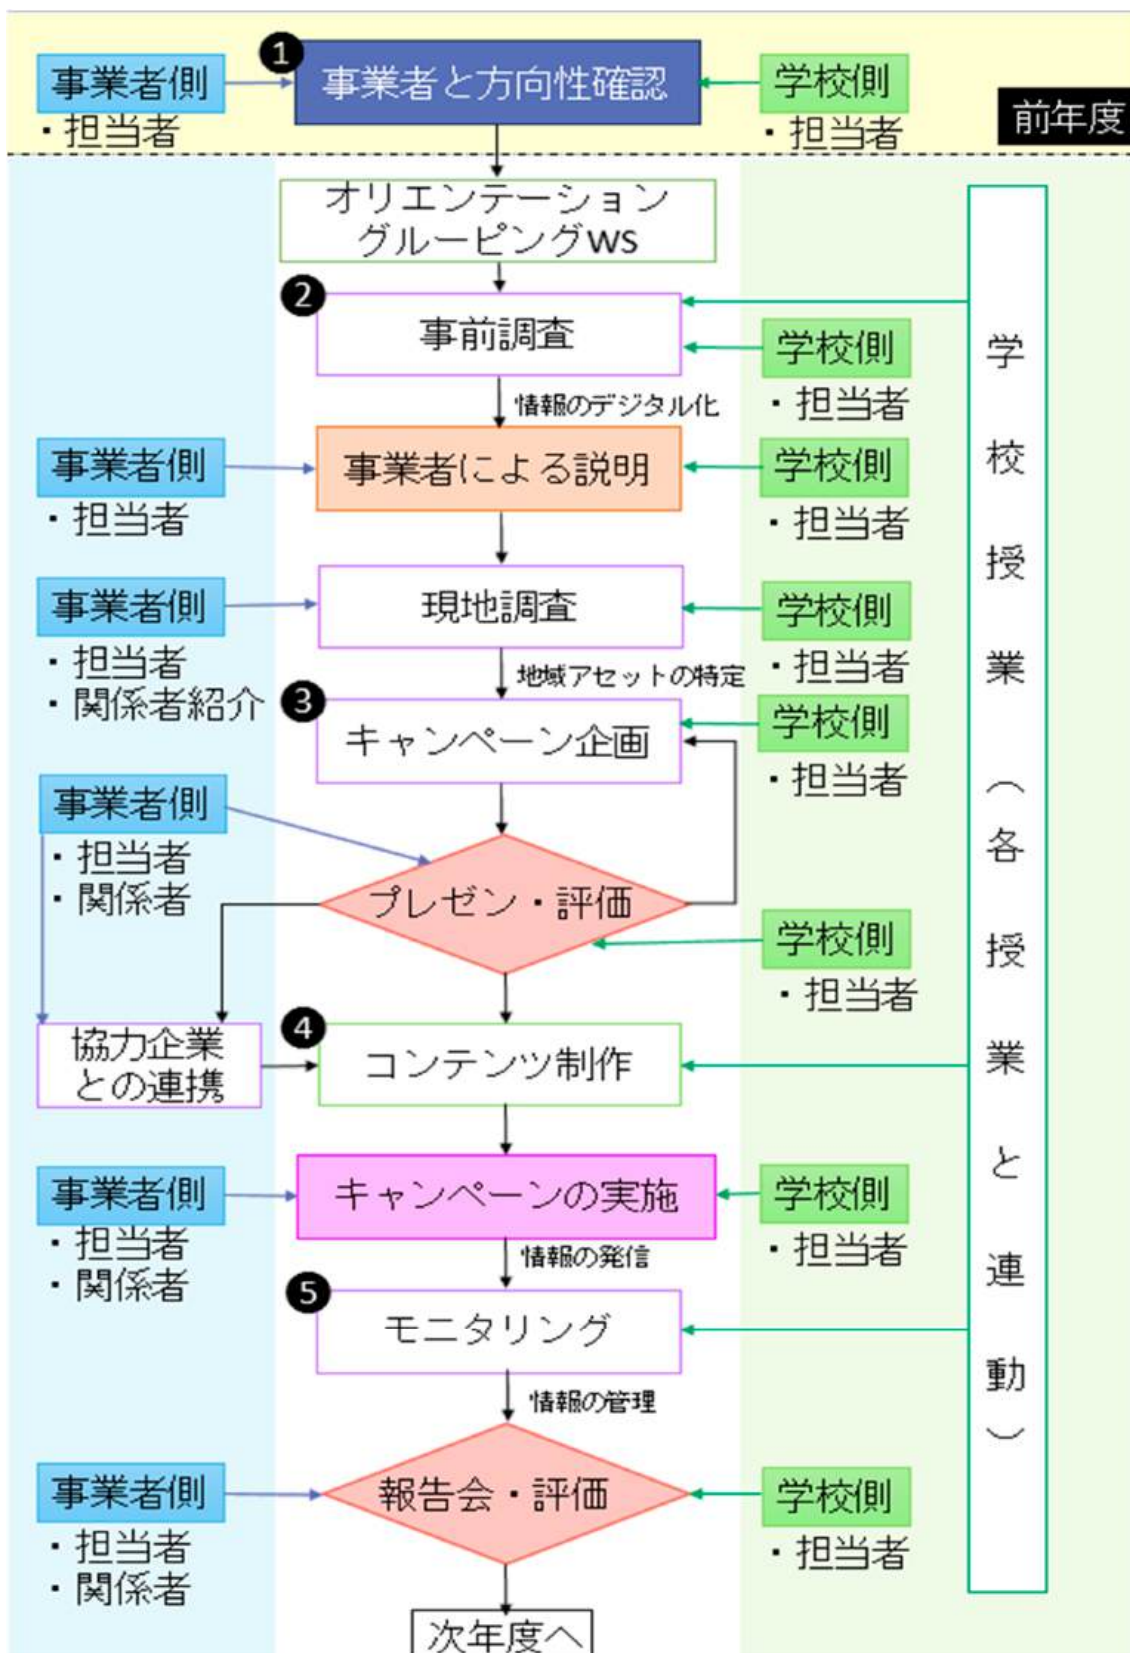 ❶
事業者側
・担当者
事業者と方向性確認
学校側
・担当者
前年度
オリエンテーション
グルーピングWS
❷
事前調査
学校側
・担当者
情報のデジタル化
事業者側
・担当者
事業者による説明
学校側
・担当者
事業者側
・担当者
・関係者紹介
現地調査
学校側
・担当者
地域アセットの特定
❸
キャンペーン企画
学校側
・担当者
事業者側
・担当者
・関係者
プレゼン・評価
学校側
・担当者
協力企業
との連携
❹
コンテンツ制作
事業者側
・担当者
・関係者
キャンペーンの実施
学校側
・担当者
情報の発信
❺
モニタリング
情報の管理
事業者側
・担当者
・関係者
報告会・評価
学校側
・担当者
次年度へ
学校授業（各授業と連動）